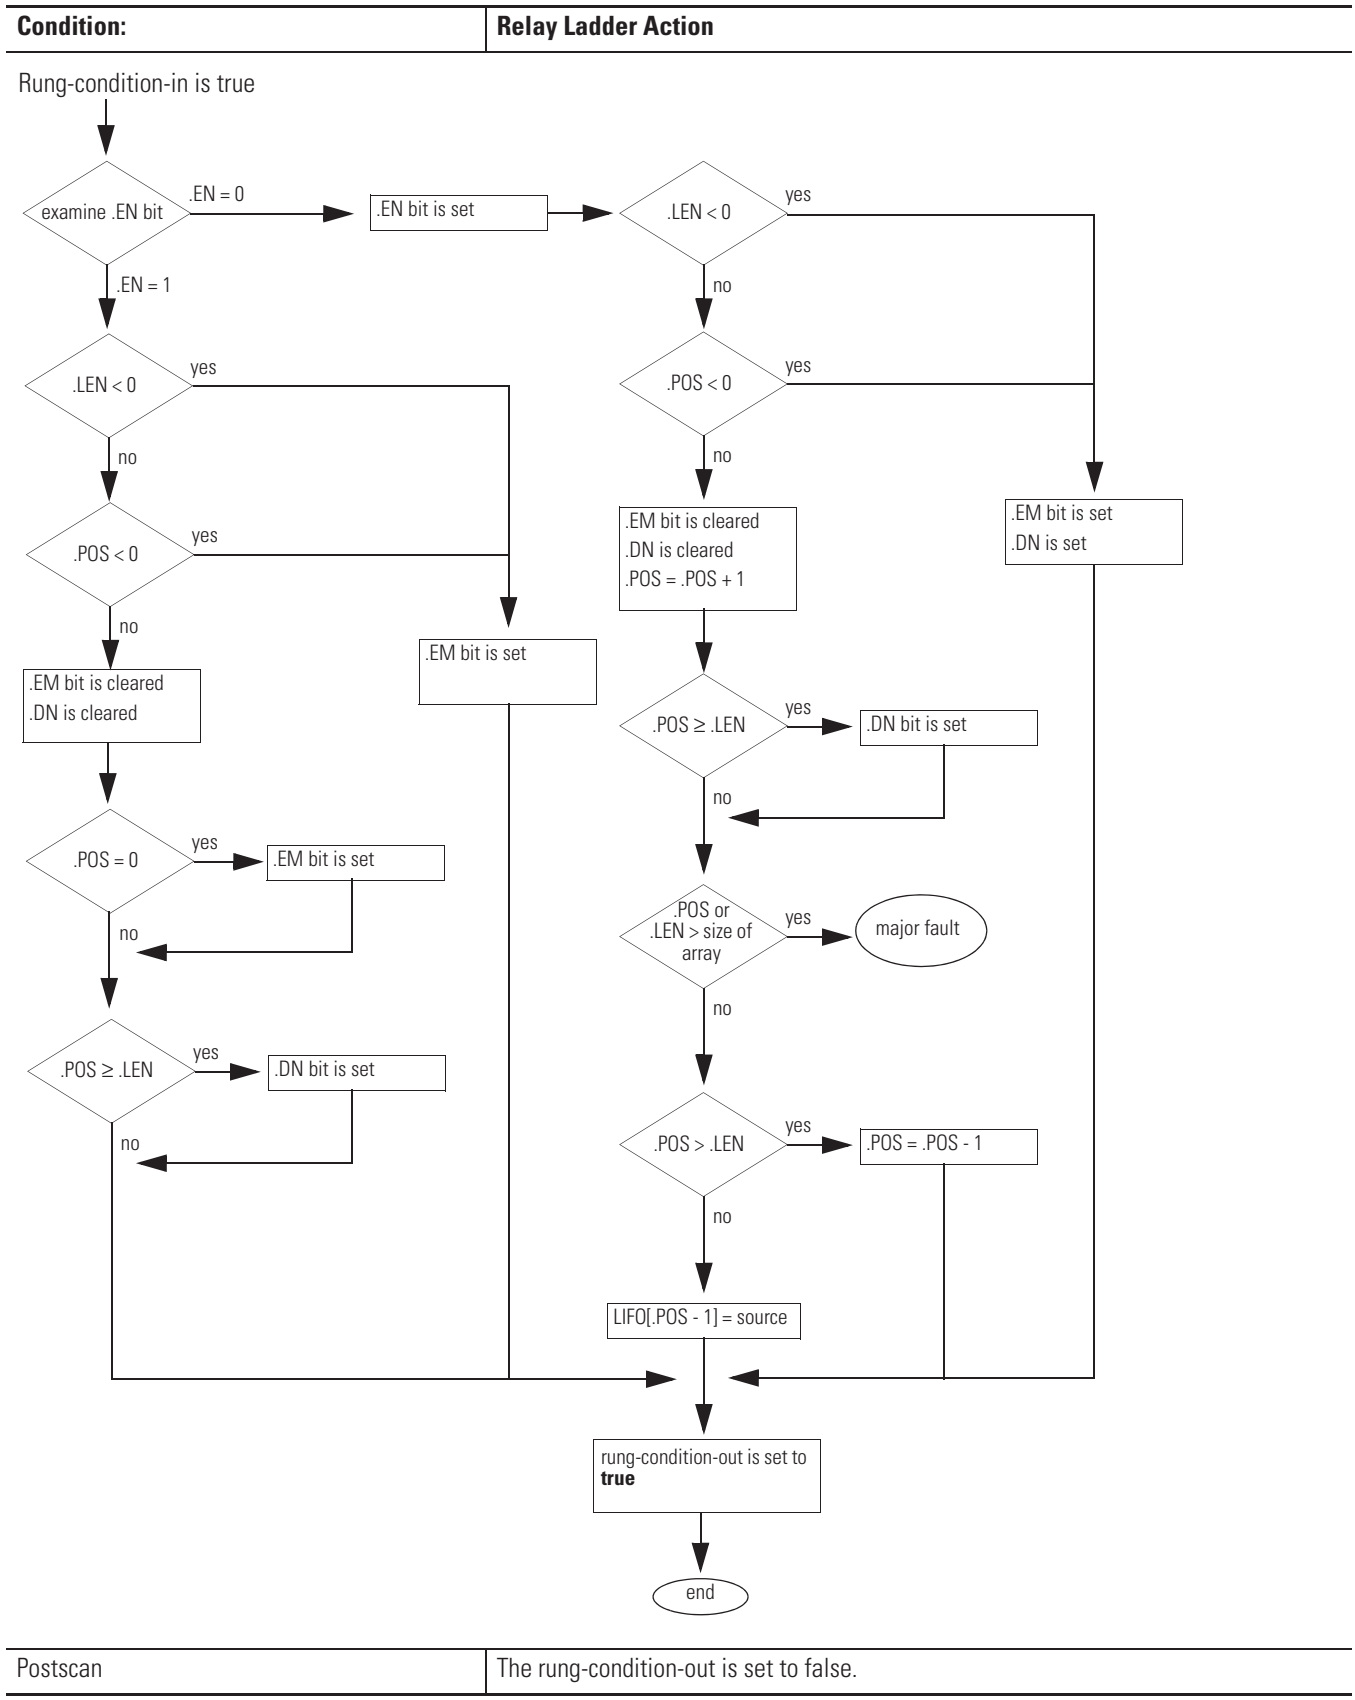 Condition:
Relay Ladder Action
Rung-condition-in is true
examine .EN bit
.EN = 0
.EN bit is set
.LEN < 0
yes
.EN = 1
no
.LEN < 0
yes
.POS < 0
yes
no
no
.POS < 0
yes
.EM bit is cleared
.DN is cleared
.POS = .POS + 1
.EM bit is set
.DN is set
no
.EM bit is set
.EM bit is cleared
.DN is cleared
.POS ≥ .LEN
yes
.DN bit is set
no
.POS = 0
yes
.EM bit is set
no
.POS or
.LEN > size of
array
yes
major fault
no
.POS ≥ .LEN
yes
.DN bit is set
no
.POS > .LEN
yes
.POS = .POS - 1
no
LIFO[.POS - 1] = source
rung-condition-out is set to
true
end
Postscan
The rung-condition-out is set to false.